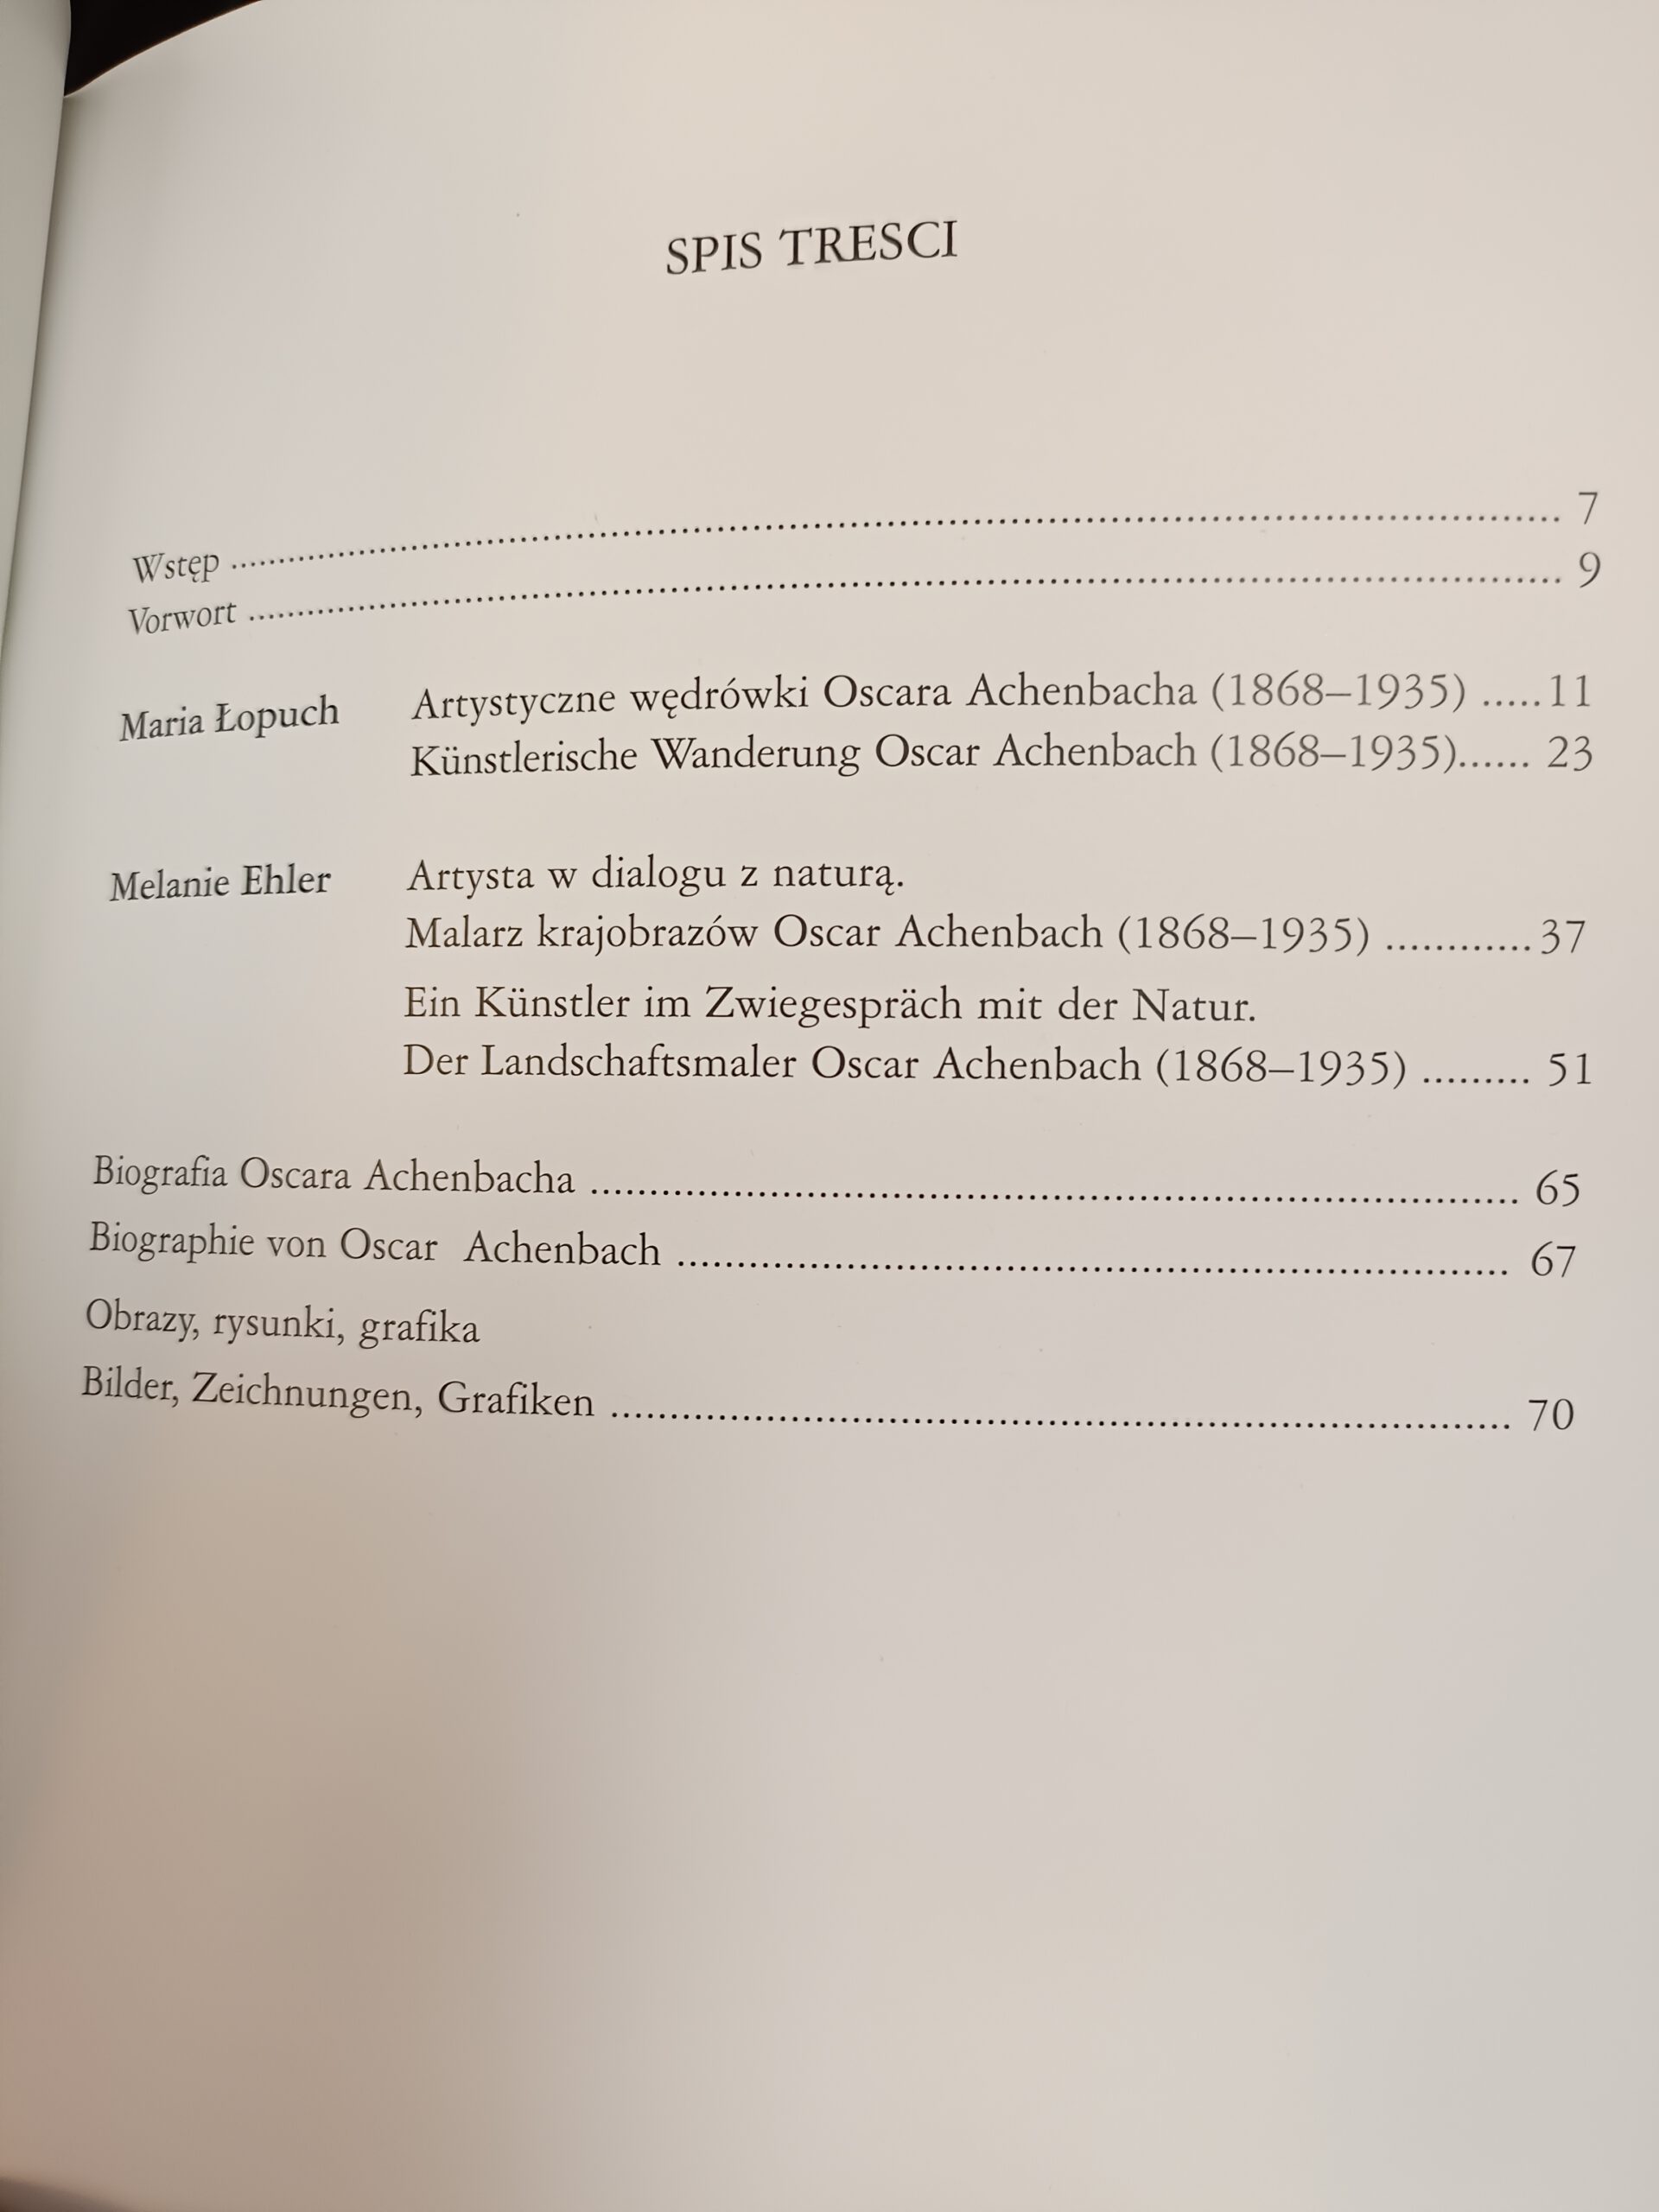 SPIS TRESCI
Wstęp ........ 7
Vorwort ........ 9
Maria Łopuch Artystyczne wędrówki Oscara Achenbacha (1868–1935) .....11
Künstlerische Wanderung Oscar Achenbach (1868–1935)...... 23
Melanie Ehler Artysta w dialogu z naturą.
Malarz krajobrazów Oscar Achenbach (1868–1935) ............37
Ein Künstler im Zwiegespräch mit der Natur.
Der Landschaftsmaler Oscar Achenbach (1868–1935) ......... 51
Biografia Oscara Achenbacha ........ 65
Biographie von Oscar Achenbach ........ 67
Obrazy, rysunki, grafika
Bilder, Zeichnungen, Grafiken ........ 70